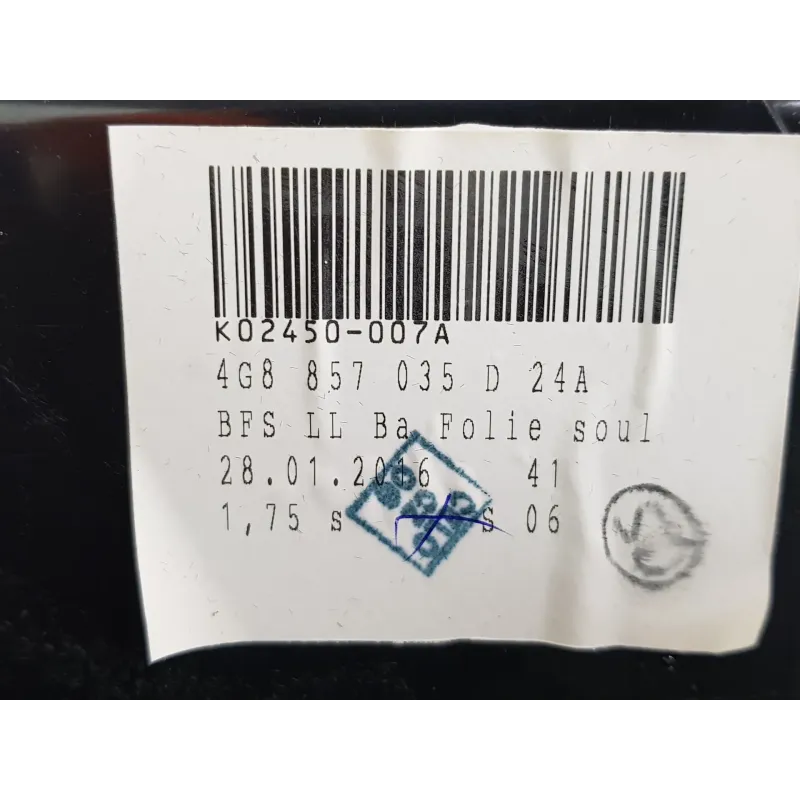 K02450-007A
4G8 857 035 D 24A
BFS LL Ba Folie soul
28.01.2016 41
1,75 s S 06